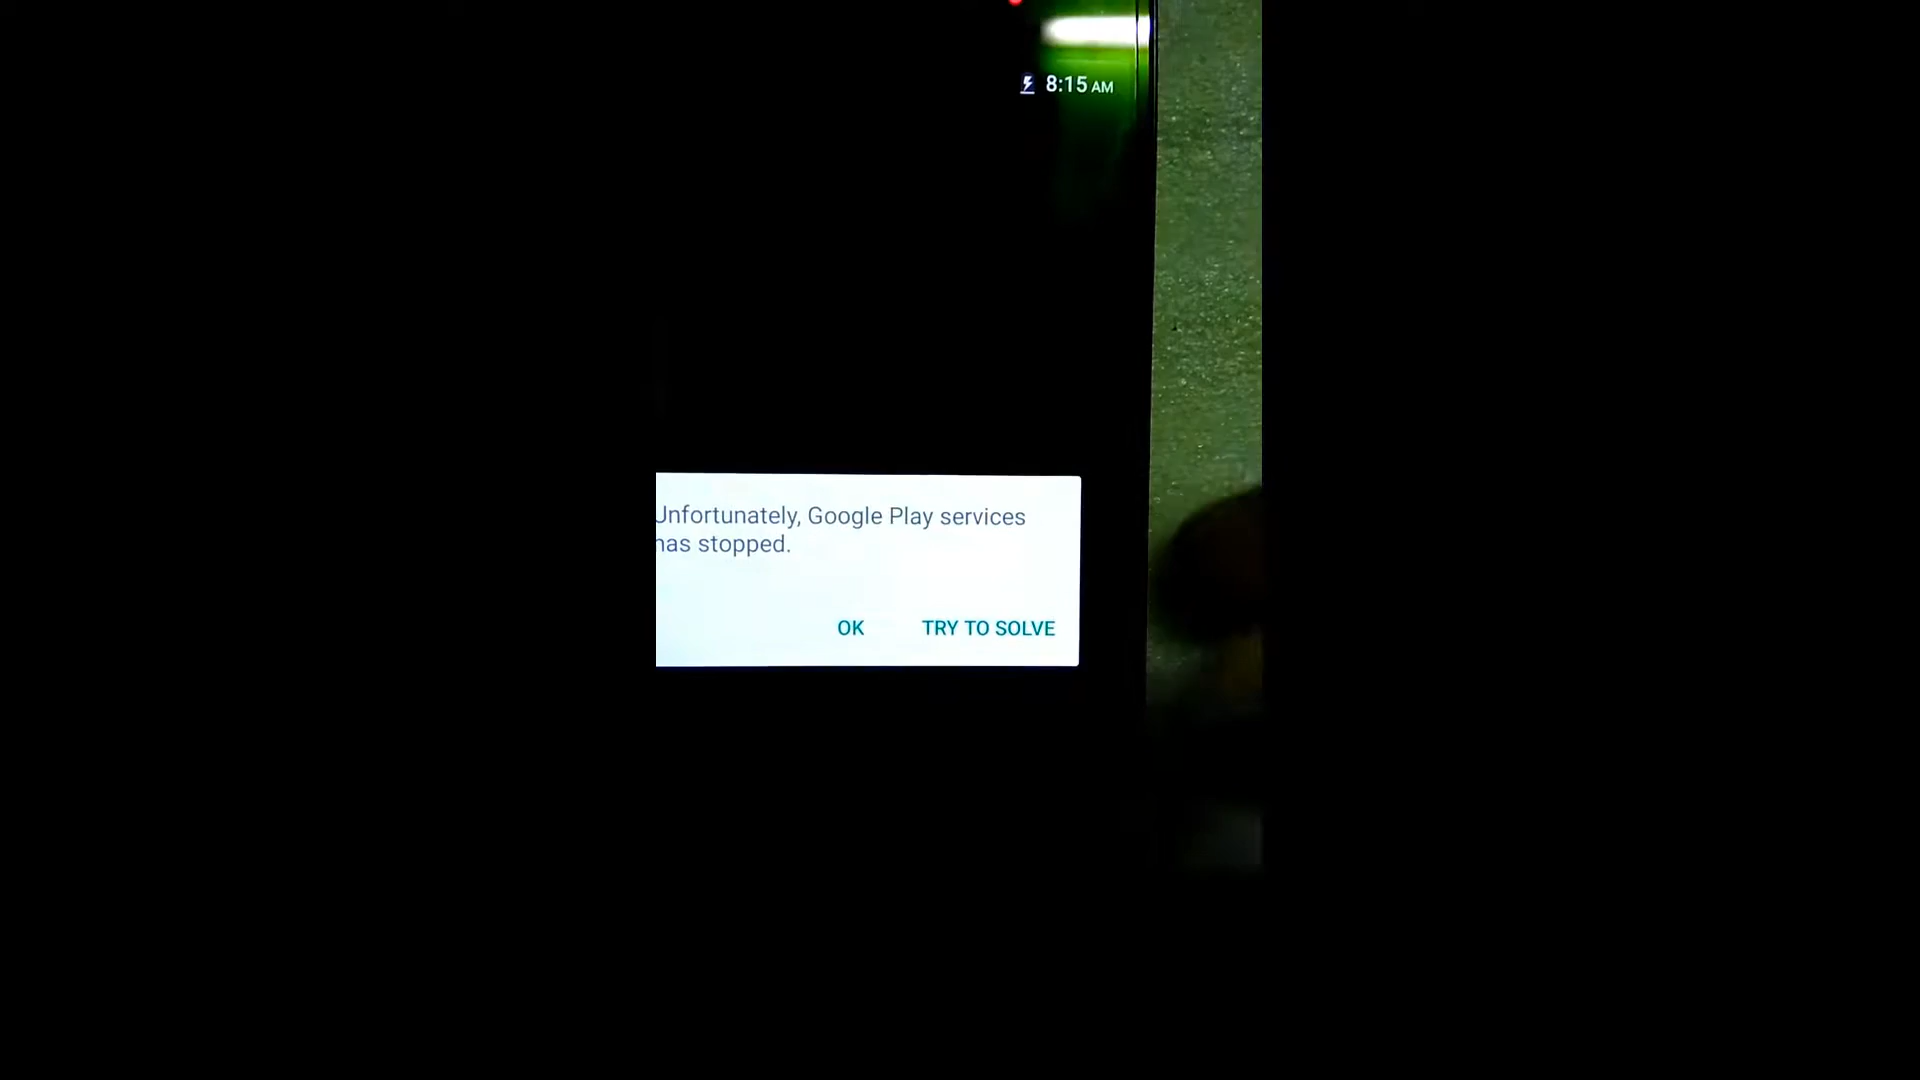 8:15 AM
Unfortunately, Google Play services
has stopped.
OK TRY TO SOLVE